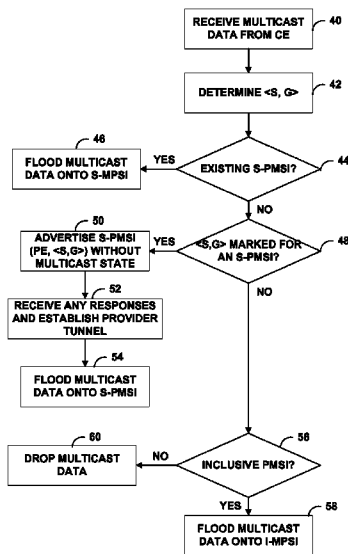 RECEIVE MULTICAST
DATA FROM CE
40
DETERMINE <S, G>
42
46
FLOOD MULTICAST
DATA ONTO S-MPSI
YES
EXISTING S-PMSI?
44
NO
50
ADVERTISE S-PMSI
(PE, <S,G>) WITHOUT
MULTICAST STATE
YES
<S,G> MARKED FOR
AN S-PMSI?
48
NO
52
RECEIVE ANY RESPONSES
AND ESTABLISH PROVIDER
TUNNEL
54
FLOOD MULTICAST
DATA ONTO S-PMSI
60
DROP MULTICAST
DATA
NO
INCLUSIVE PMSI?
56
YES
58
FLOOD MULTICAST
DATA ONTO I-MPSI